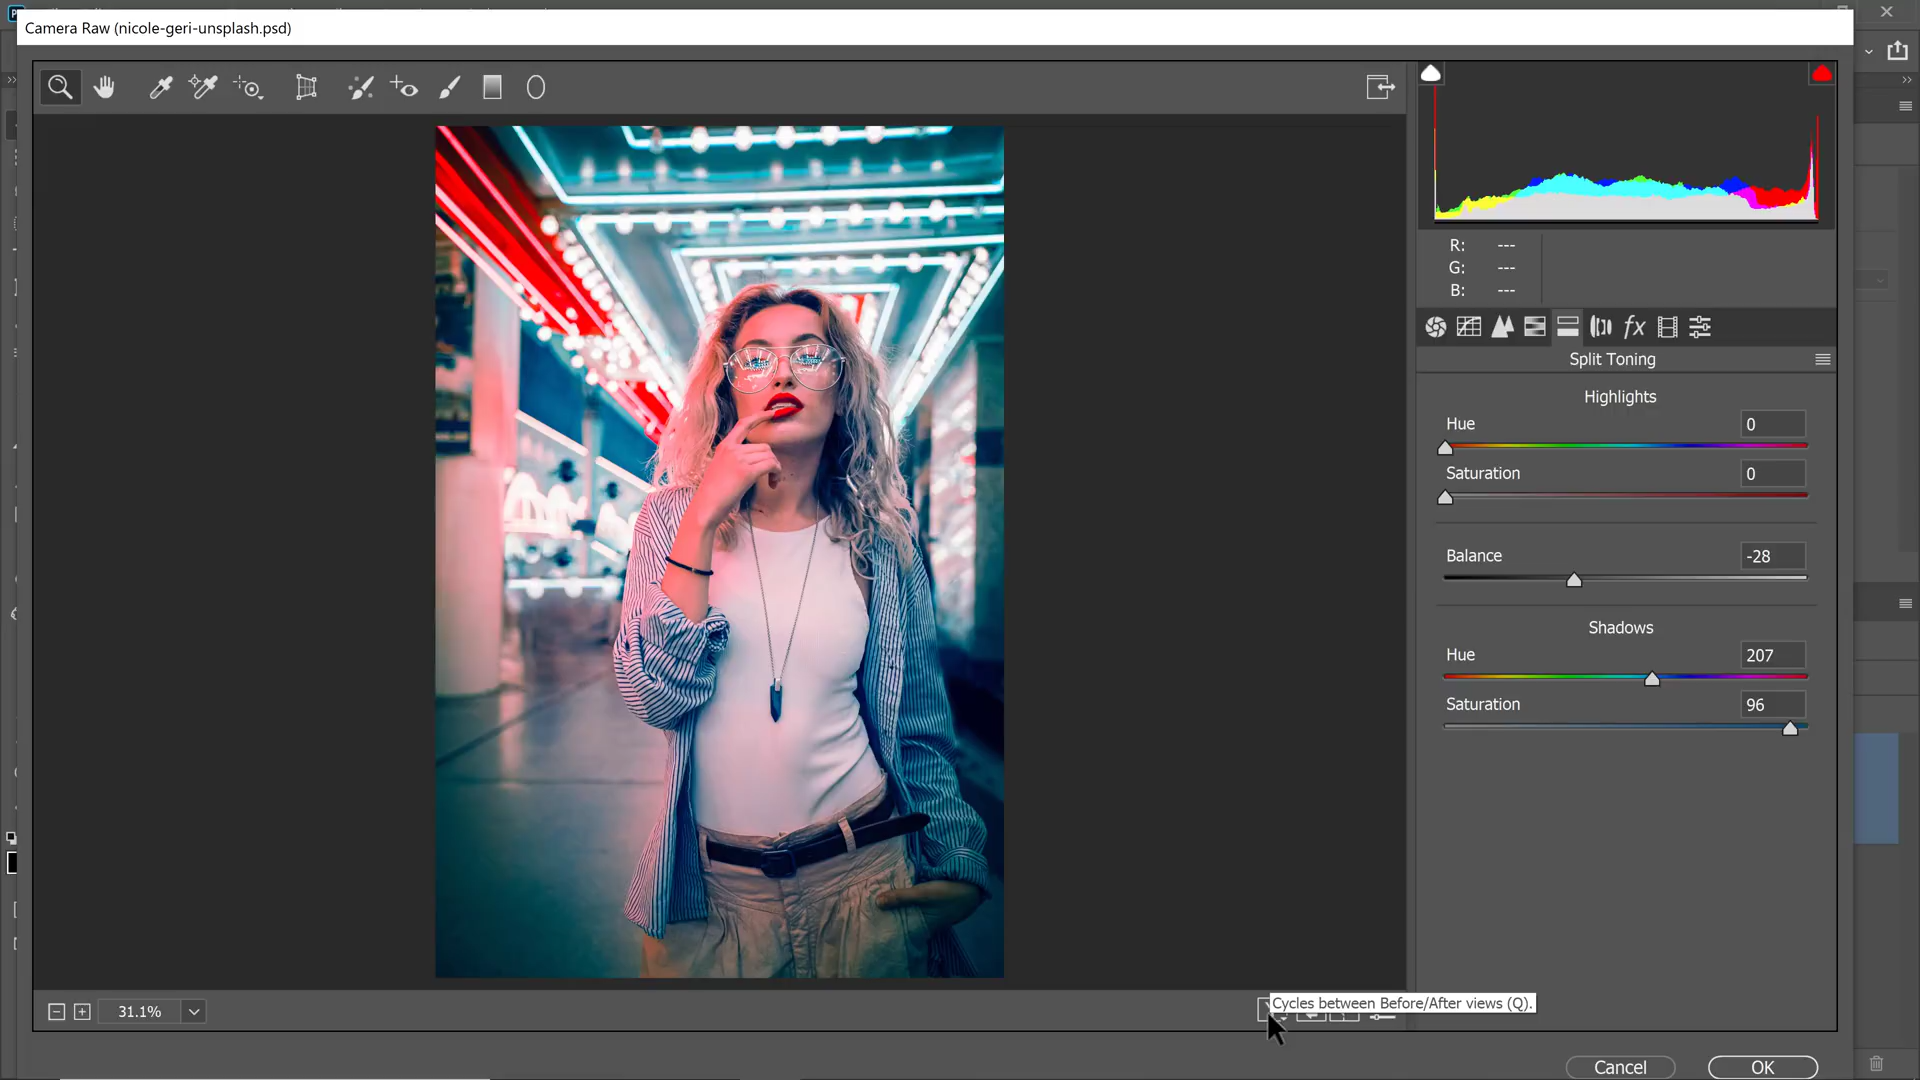 Camera Raw (nicole-geri-unsplash.psd)
R: ---
G: ---
B: ---
fx
Split Toning
Highlights
Hue 0
Saturation 0
Balance -28
Shadows
Hue 207
Saturation 96
31.1%
Cycles between Before/After views (Q).
Cancel OK